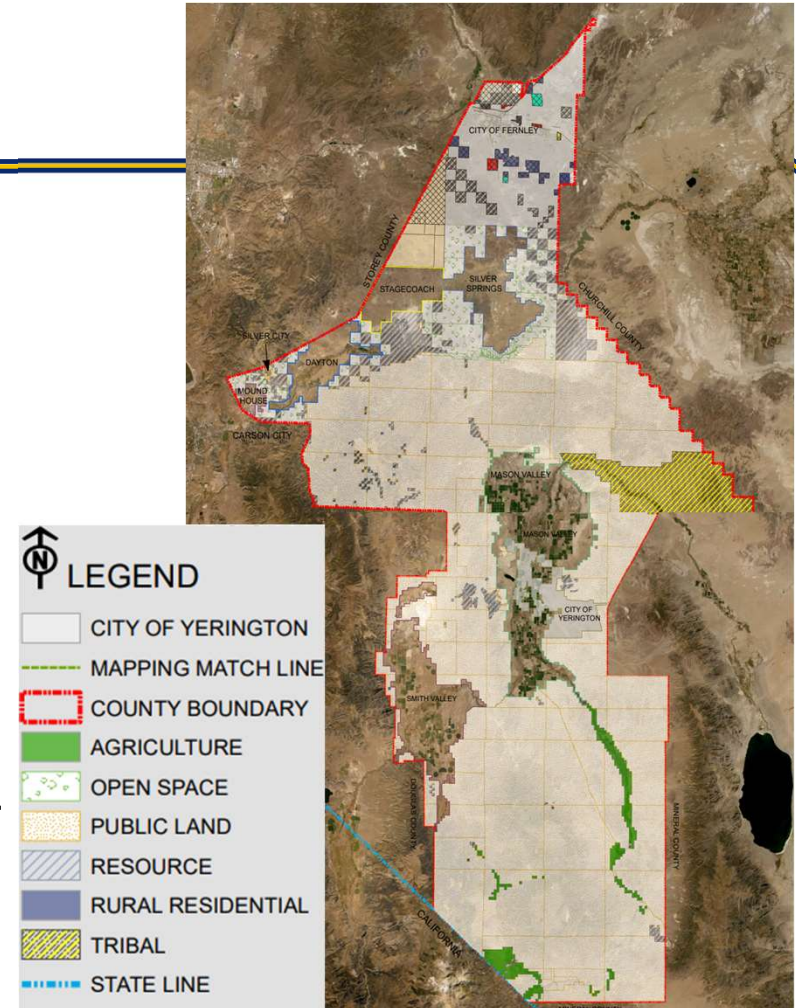 CITY OF FERNLEY
STOREY COUNTY
STAGECOACH
SILVER
SPRINGS
CHURCHILL COUNTY
SILVER CITY
DAYTON
MOUND
HOUSE
CARSON CITY
MASON VALLEY
MASON VALLEY
CITY OF
YERINGTON
SMITH VALLEY
DOUGLAS COUNTY
MINERAL COUNTY
CALIFORNIA
N
LEGEND
CITY OF YERINGTON
MAPPING MATCH LINE
COUNTY BOUNDARY
AGRICULTURE
OPEN SPACE
PUBLIC LAND
RESOURCE
RURAL RESIDENTIAL
TRIBAL
STATE LINE